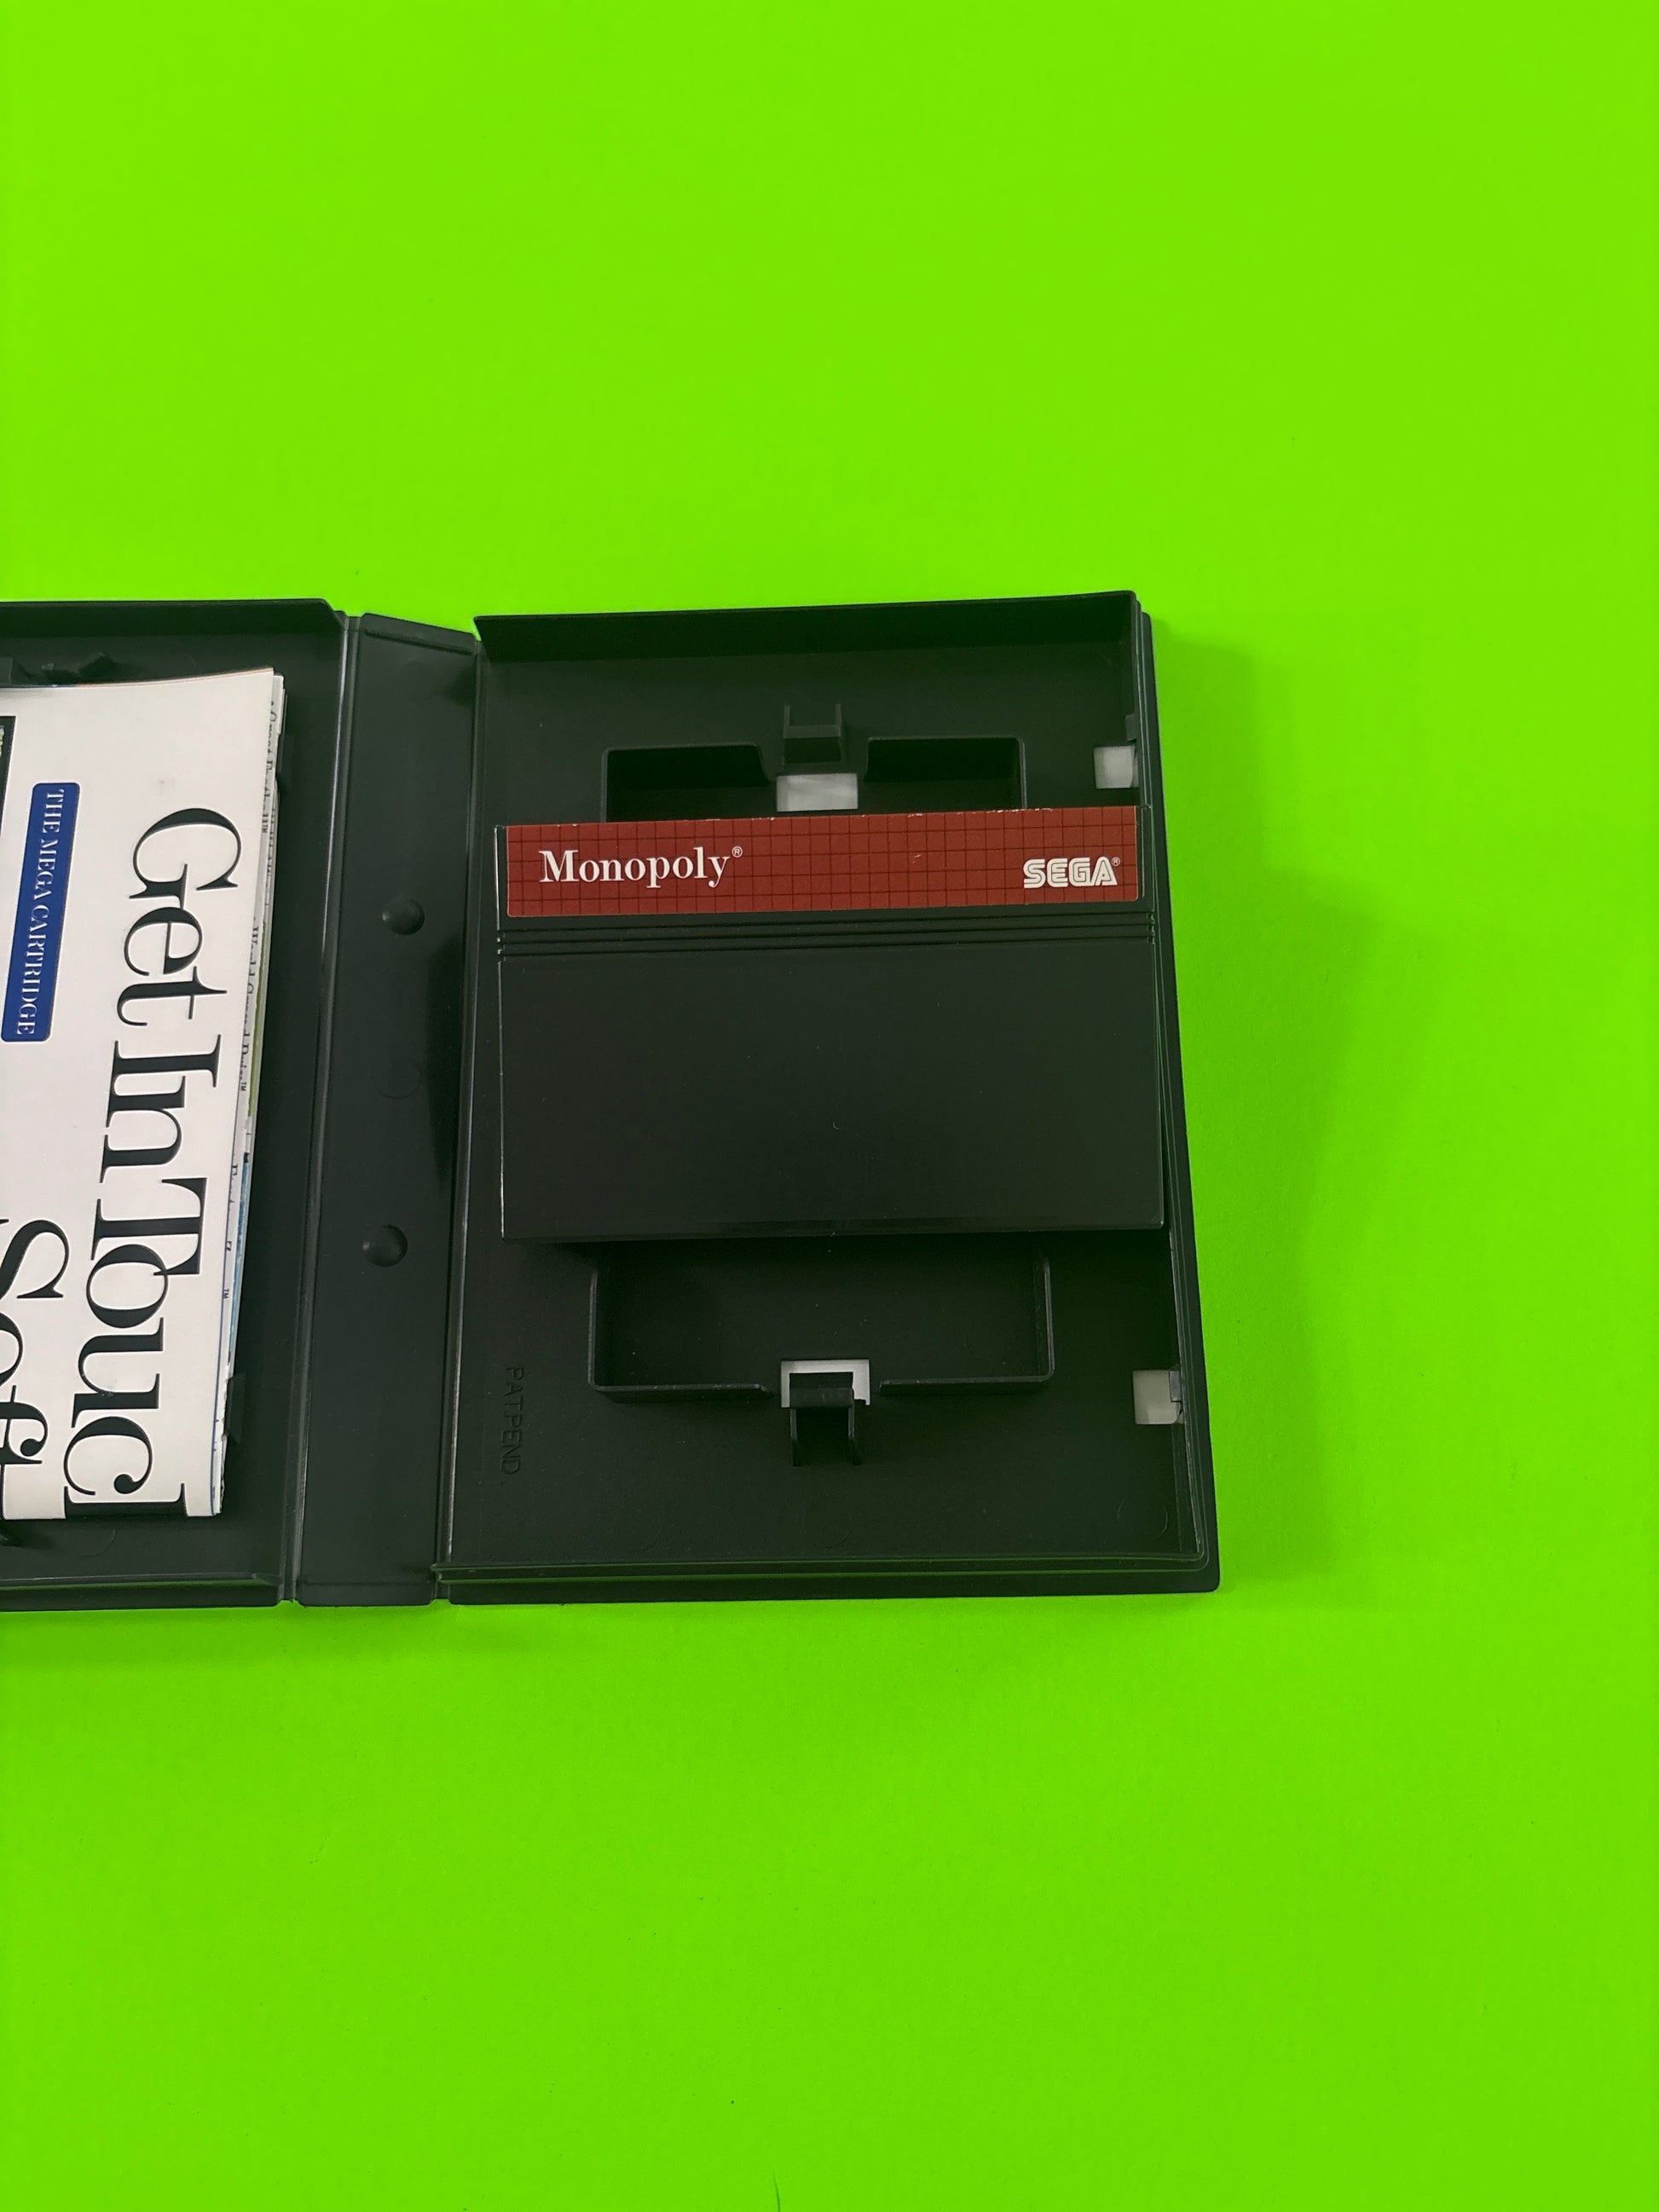 Monopoly®
SEGA®
THE MEGA CARTRIDGE
Get In Touc
Sof
PAT.PEND.